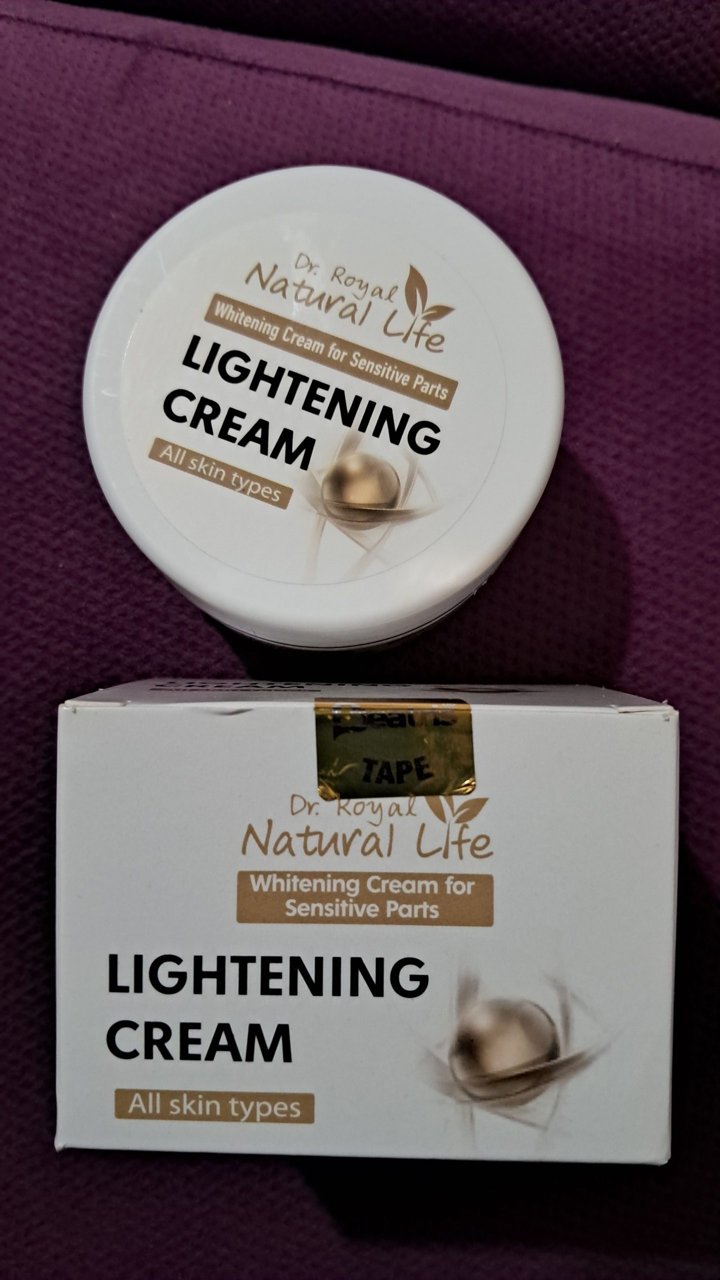 Dr. Royal
Natural Life
Whitening Cream for Sensitive Parts
LIGHTENING
CREAM
All skin types
CREAM
TAPE
Dr. Royal
Natural Life
Whitening Cream for
Sensitive Parts
LIGHTENING
CREAM
All skin types